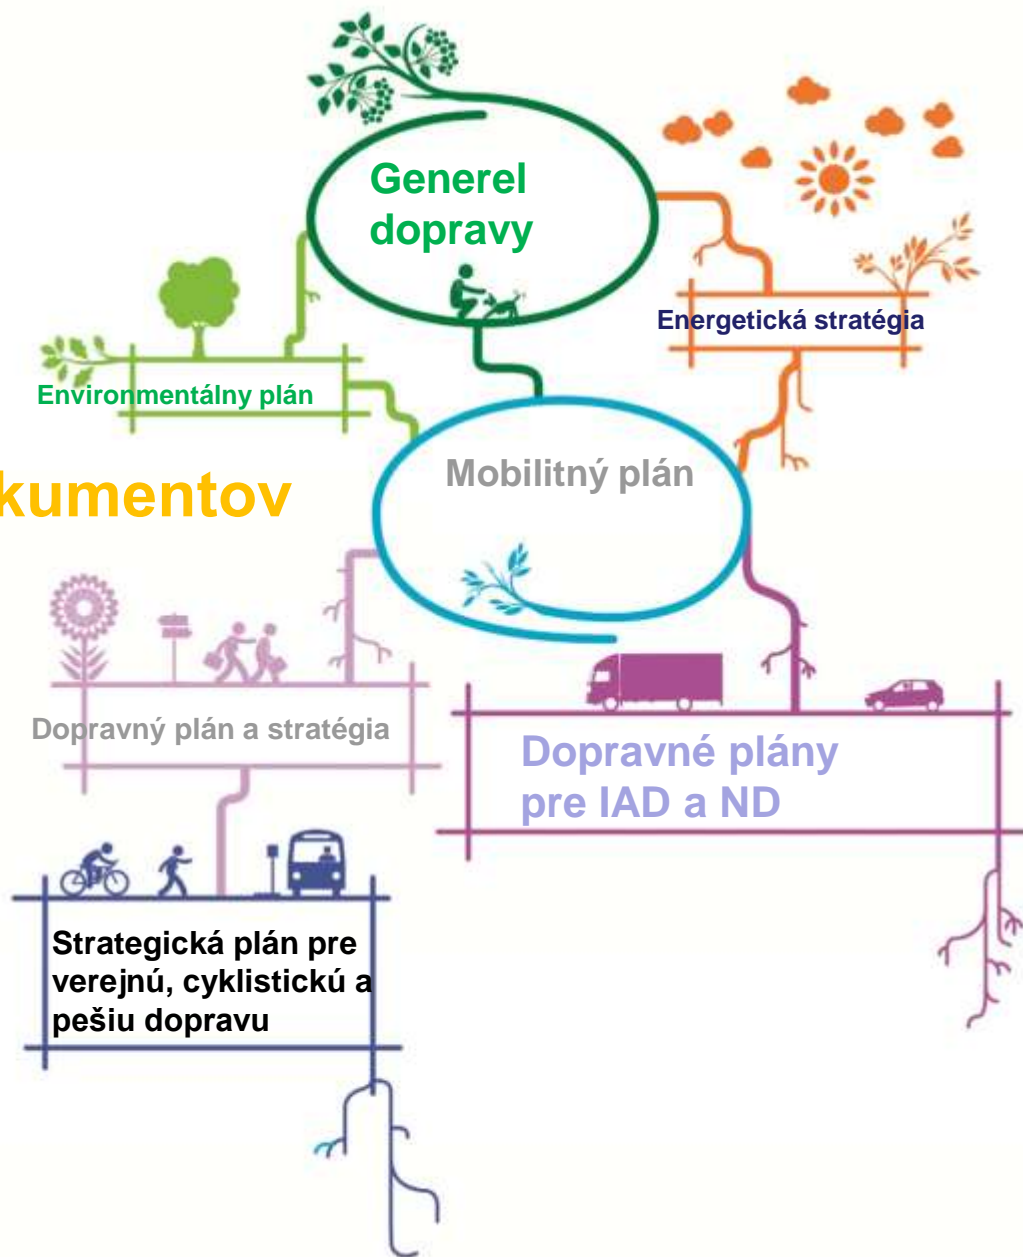 Generel
dopravy
Energetická stratégia
Environmentálny plán
Mobilitný plán
kumentov
Dopravný plán a stratégia
Dopravné plány
pre IAD a ND
Strategická plán pre
verejnú, cyklistickú a
pešiu dopravu